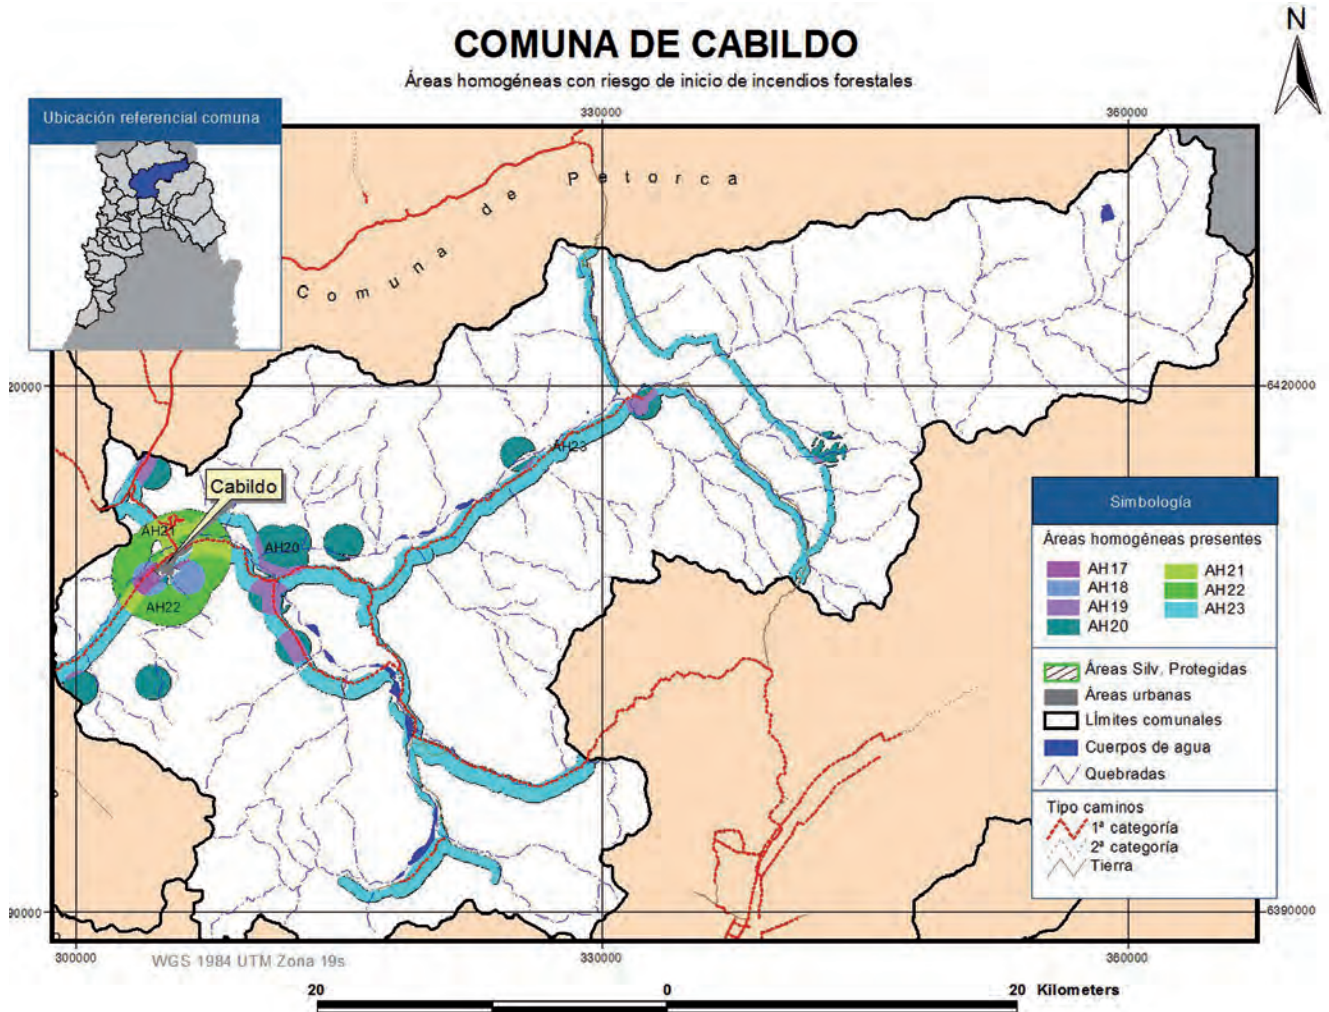 COMUNA DE CABILDO
Áreas homogéneas con riesgo de inicio de incendios forestales
N
Ubicación referencial comuna
330000
360000
Comuna de Petorca
20000
6420000
AH23
Cabildo
AH21
AH20
AH22
Simbología
Áreas homogéneas presentes
AH17
AH18
AH19
AH20
AH21
AH22
AH23
Áreas Silv. Protegidas
Áreas urbanas
Límites comunales
Cuerpos de agua
Quebradas
Tipo caminos
1ª categoría
2ª categoría
Tierra
6390000
300000
WGS 1984 UTM Zona 19s
330000
360000
20
0
20 Kilometers